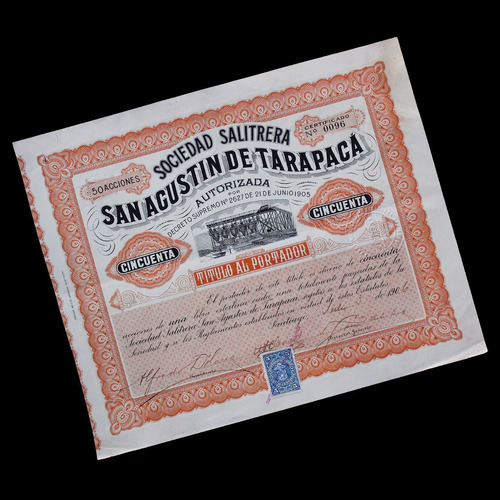 SOCIEDAD SALITRERA
SAN AGUSTIN DE TARAPACÁ
50 ACCIONES
CERTIFICADO
No 0096
AUTORIZADA
POR
DECRETO SUPREMO No 2627 DE 21 DE JUNIO 1905
CINCUENTA
CINCUENTA
TITULO AL PORTADOR
El portador de este título es dueño de cincuenta
acciones de una libra esterlina cada una totalmente pagadas de la
Sociedad Salitrera San Agustin de Tarapacá, sujeto a los estatutos de la
Sociedad y a los Reglamentos establecidos en virtud de estos Estatutos.
Santiago, 190